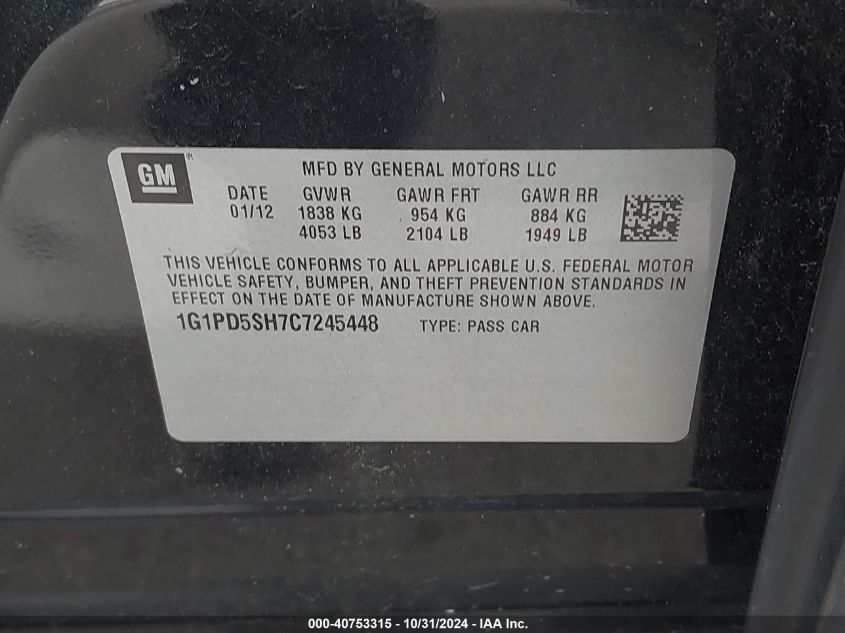 GM
MFD BY GENERAL MOTORS LLC
DATE GVWR GAWR FRT GAWR RR
01/12 1838 KG 954 KG 884 KG
4053 LB 2104 LB 1949 LB
THIS VEHICLE CONFORMS TO ALL APPLICABLE U.S. FEDERAL MOTOR
VEHICLE SAFETY, BUMPER, AND THEFT PREVENTION STANDARDS IN
EFFECT ON THE DATE OF MANUFACTURE SHOWN ABOVE.
1G1PD5SH7C7245448 TYPE: PASS CAR
000-40753315 - 10/31/2024 - IAA Inc.